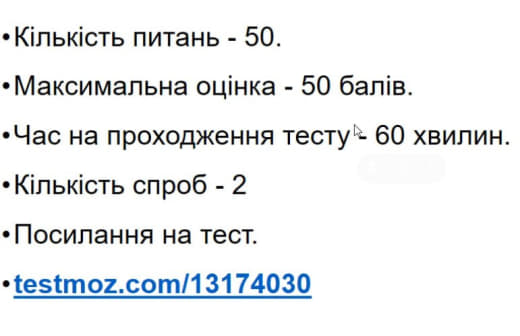 •Кількість питань - 50.
•Максимальна оцінка - 50 балів.
•Час на проходження тесту - 60 хвилин.
•Кількість спроб - 2
•Посилання на тест.
•testmoz.com/13174030